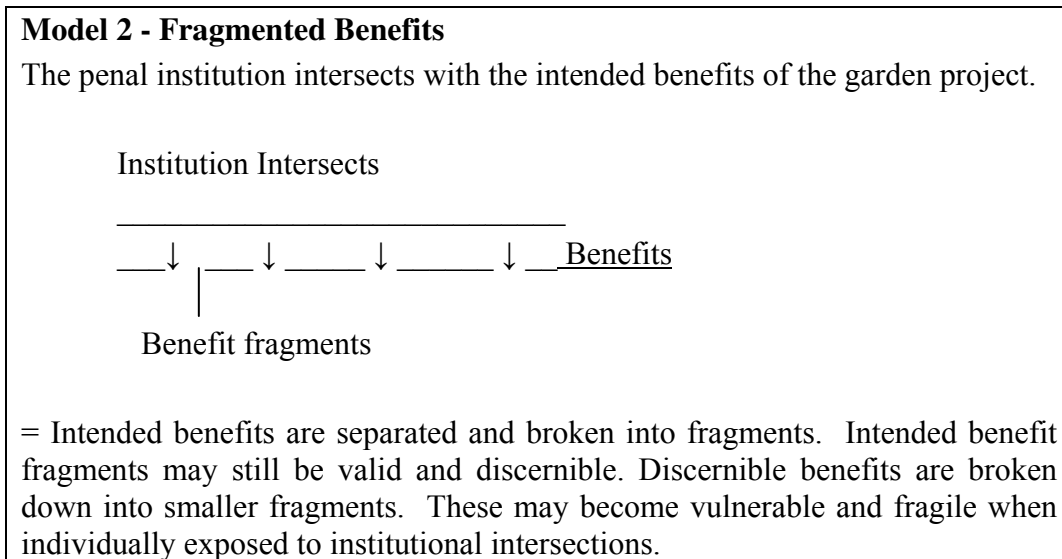 Model 2 - Fragmented Benefits
The penal institution intersects with the intended benefits of the garden project.
Institution Intersects
____________________________
___↓ ___ ↓ _____ ↓ ______ ↓ __ Benefits
Benefit fragments
= Intended benefits are separated and broken into fragments. Intended benefit
fragments may still be valid and discernible. Discernible benefits are broken
down into smaller fragments. These may become vulnerable and fragile when
individually exposed to institutional intersections.